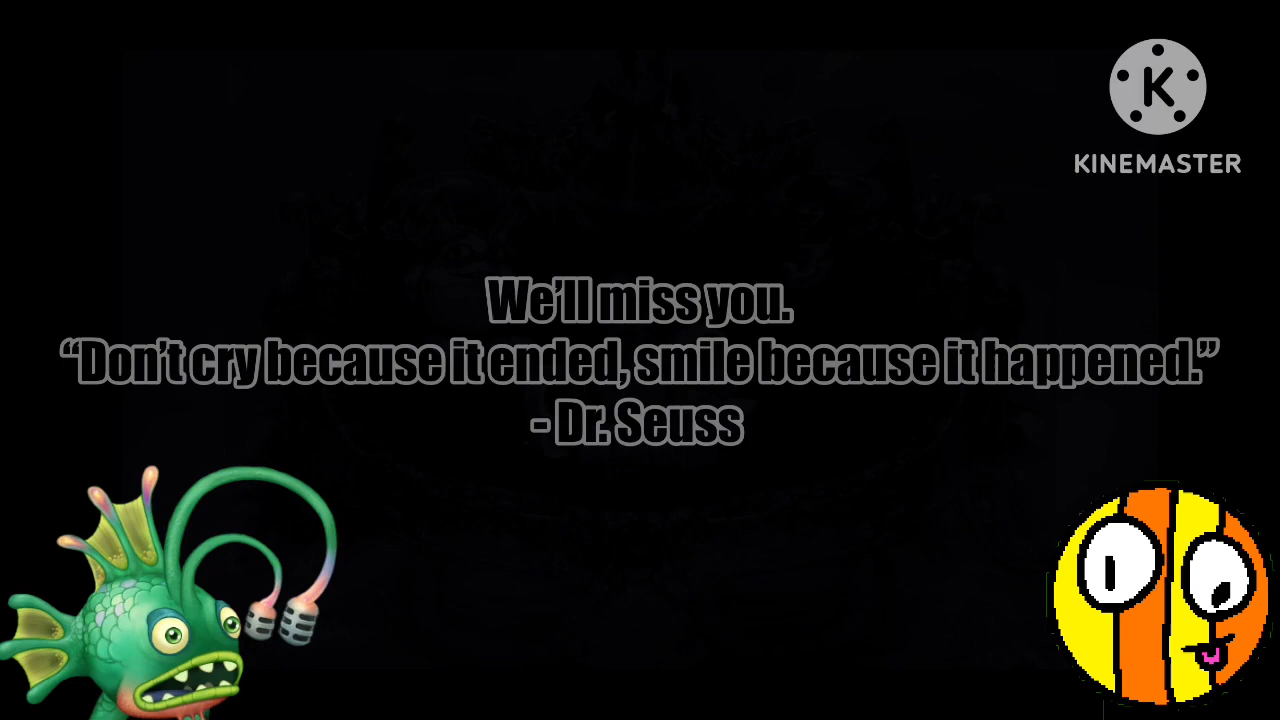 K
KINEMASTER
We'll miss you.
“Don't cry because it ended, smile because it happened.”
- Dr. Seuss